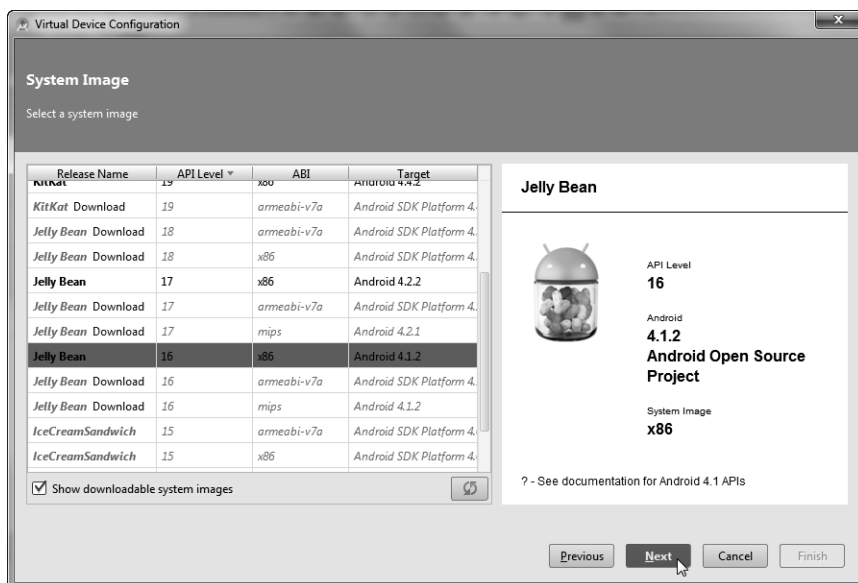 Virtual Device Configuration
System Image
Select a system image
Release Name API Level ABI Target
KitKat 19 x86 Android 4.4.2
KitKat Download 19 armeabi-v7a Android SDK Platform 4.
Jelly Bean Download 18 armeabi-v7a Android SDK Platform 4.
Jelly Bean Download 18 x86 Android SDK Platform 4.
Jelly Bean 17 x86 Android 4.2.2
Jelly Bean Download 17 armeabi-v7a Android SDK Platform 4.
Jelly Bean Download 17 mips Android 4.2.1
Jelly Bean 16 x86 Android 4.1.2
Jelly Bean Download 16 armeabi-v7a Android SDK Platform 4.
Jelly Bean Download 16 mips Android 4.1.2
IceCreamSandwich 15 armeabi-v7a Android SDK Platform 4.
IceCreamSandwich 15 x86 Android SDK Platform 4.
Show downloadable system images
Jelly Bean
API Level
16
Android
4.1.2
Android Open Source
Project
System Image
x86
? - See documentation for Android 4.1 APIs
Previous Next Cancel Finish